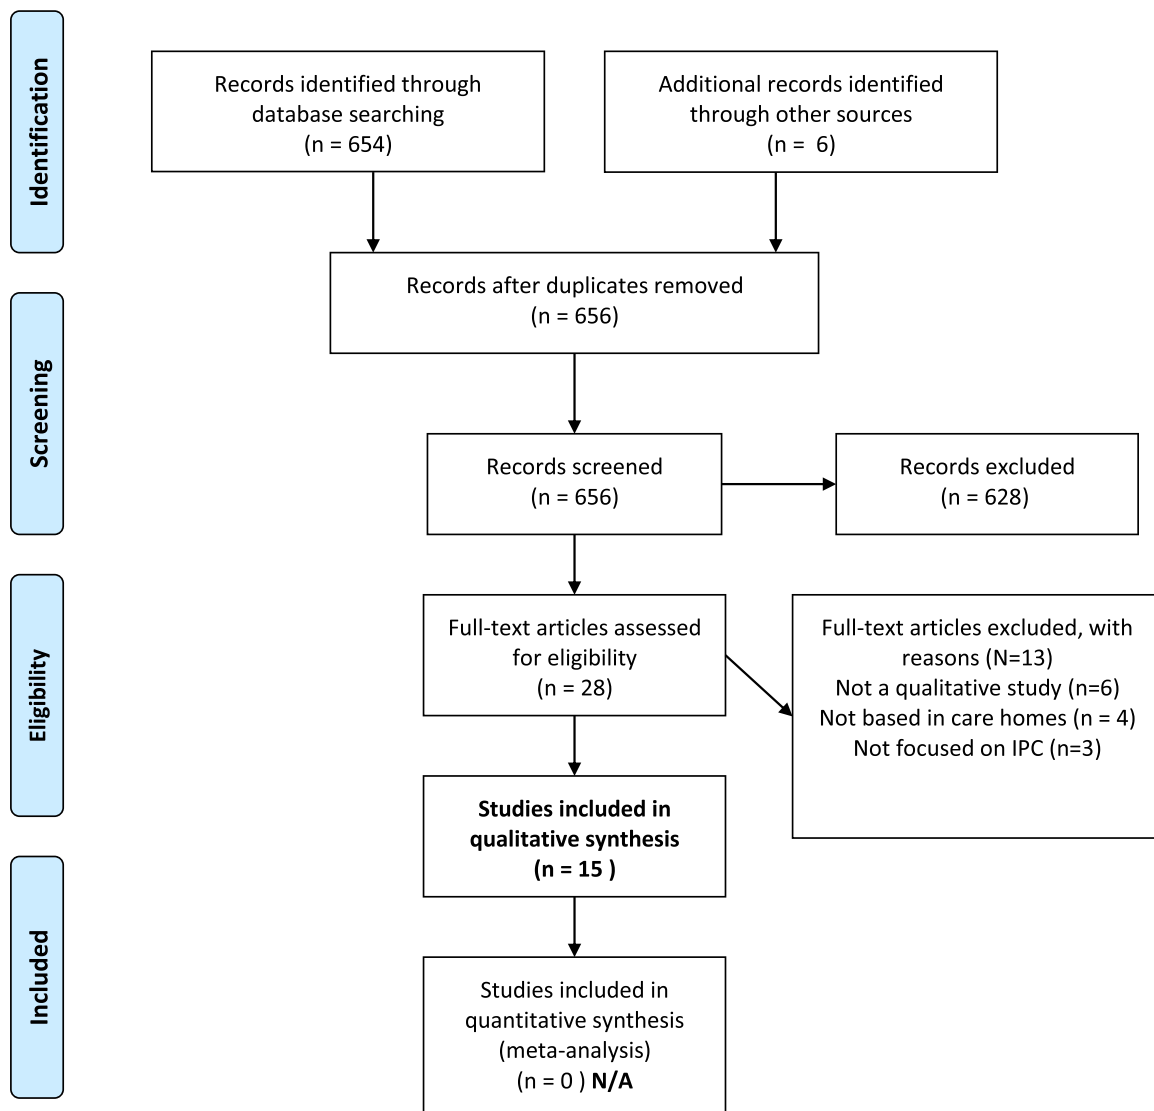 Identification
Records identified through
database searching
(n = 654)
Additional records identified
through other sources
(n =  6)
Records after duplicates removed
(n = 656)
Screening
Records screened
(n = 656)
Records excluded
(n = 628)
Eligibility
Full-text articles assessed
for eligibility
(n = 28)
Full-text articles excluded, with
reasons (N=13)
Not a qualitative study (n=6)
Not based in care homes (n = 4)
Not focused on IPC (n=3)
Studies included in
qualitative synthesis
(n = 15 )
Included
Studies included in
quantitative synthesis
(meta-analysis)
(n = 0 ) N/A